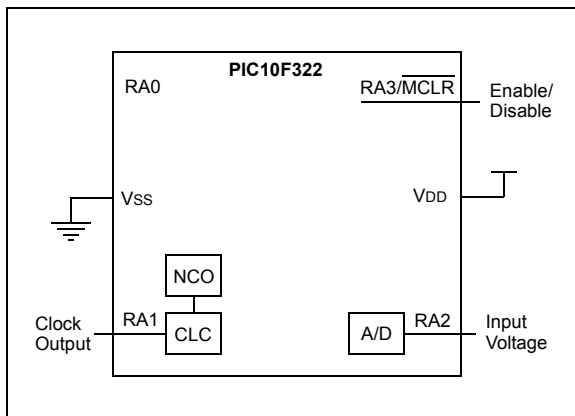 PIC10F322
RA0
RA3/MCLR
Enable/
Disable
VSS
VDD
NCO
Clock
Output
RA1
CLC
A/D
RA2
Input
Voltage